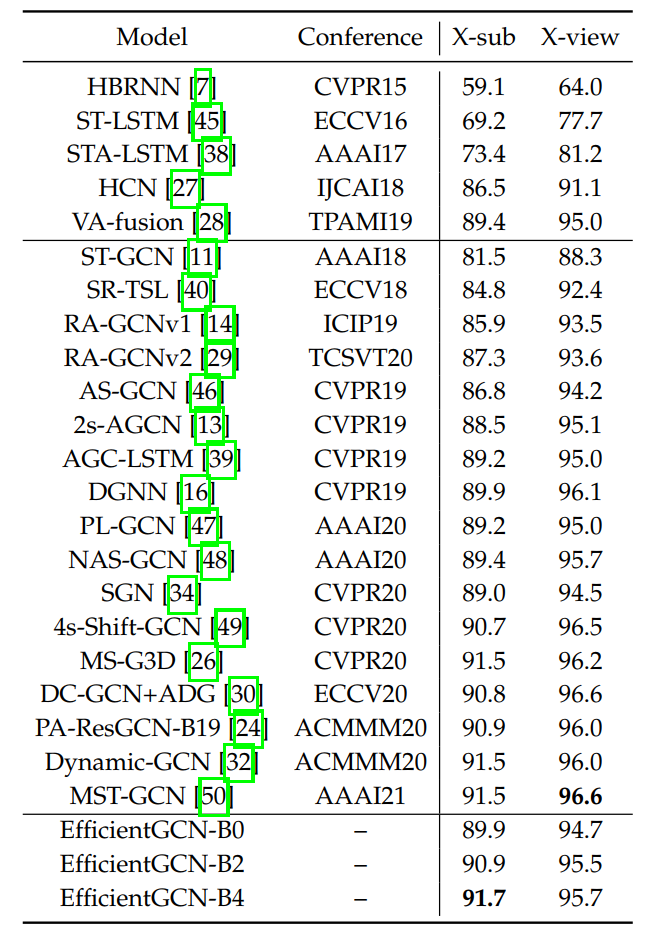 Model Conference X-sub X-view
HBRNN [7] CVPR15 59.1 64.0
ST-LSTM [45] ECCV16 69.2 77.7
STA-LSTM [38] AAAI17 73.4 81.2
HCN [27] IJCAI18 86.5 91.1
VA-fusion [28] TPAMI19 89.4 95.0
ST-GCN [11] AAAI18 81.5 88.3
SR-TSL [40] ECCV18 84.8 92.4
RA-GCNv1 [14] ICIP19 85.9 93.5
RA-GCNv2 [29] TCSVT20 87.3 93.6
AS-GCN [46] CVPR19 86.8 94.2
2s-AGCN [13] CVPR19 88.5 95.1
AGC-LSTM [39] CVPR19 89.2 95.0
DGNN [16] CVPR19 89.9 96.1
PL-GCN [47] AAAI20 89.2 95.0
NAS-GCN [48] AAAI20 89.4 95.7
SGN [34] CVPR20 89.0 94.5
4s-Shift-GCN [49] CVPR20 90.7 96.5
MS-G3D [26] CVPR20 91.5 96.2
DC-GCN+ADG [30] ECCV20 90.8 96.6
PA-ResGCN-B19 [24] ACMMM20 90.9 96.0
Dynamic-GCN [32] ACMMM20 91.5 96.0
MST-GCN [50] AAAI21 91.5 96.6
EfficientGCN-B0 – 89.9 94.7
EfficientGCN-B2 – 90.9 95.5
EfficientGCN-B4 – 91.7 95.7